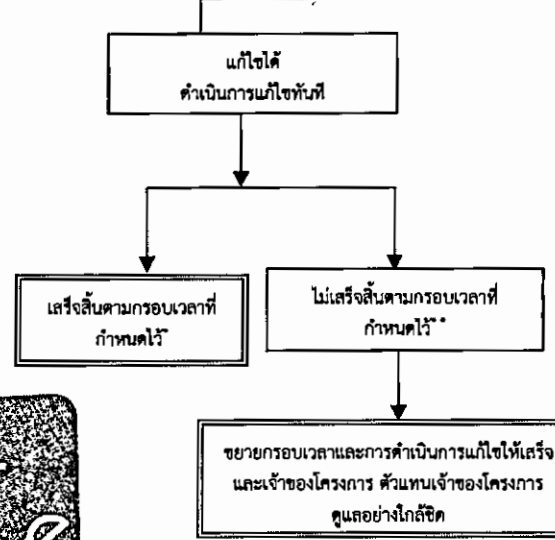 แก้ไขได้
ดำเนินการแก้ไขทันที
เสร็จสิ้นตามกรอบเวลาที่
กำหนดไว้*
ไม่เสร็จสิ้นตามกรอบเวลาที่
กำหนดไว้**
ขยายกรอบเวลาและการดำเนินการแก้ไขให้เสร็จ
และเจ้าของโครงการ ตัวแทนเจ้าของโครงการ
ดูแลอย่างใกล้ชิด